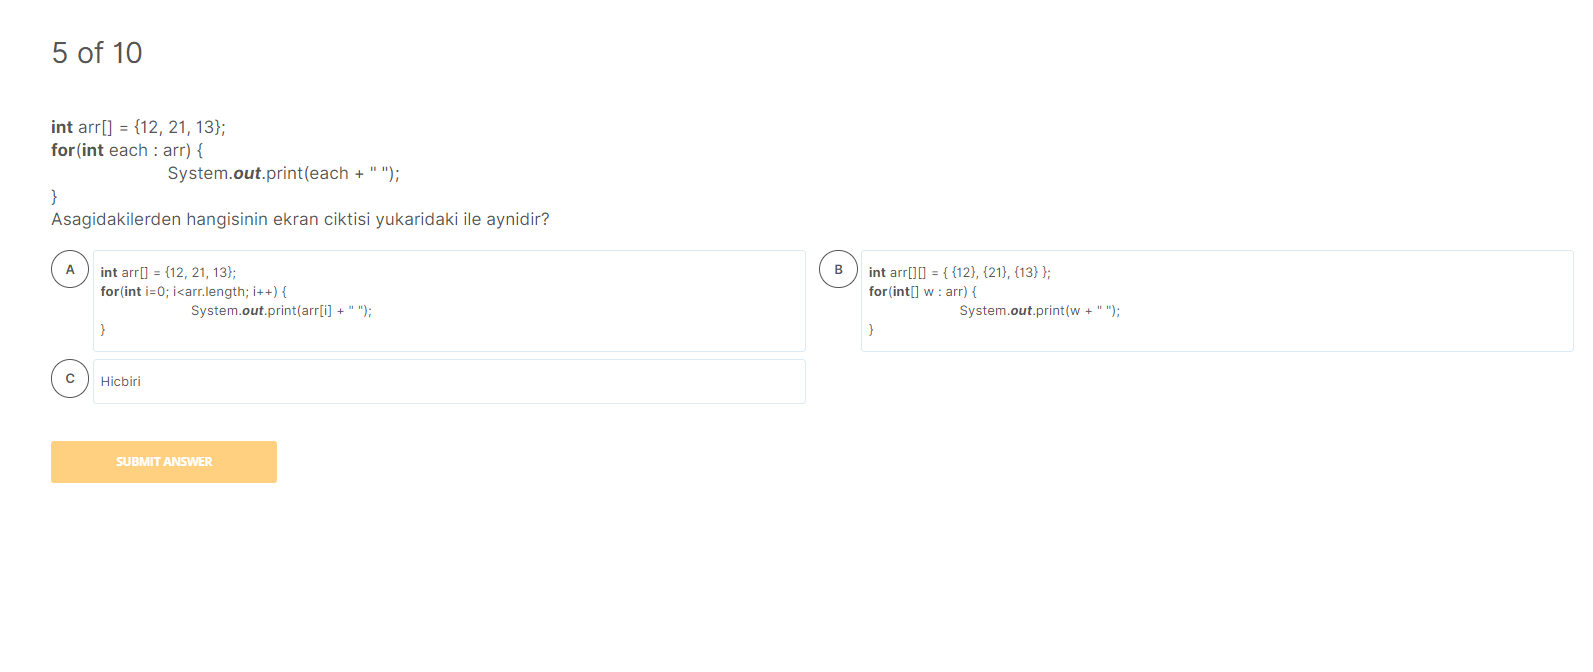 5 of 10
int arr[] = {12, 21, 13};
for(int each : arr) {
System.out.print(each + " ");
}
Asagidakilerden hangisinin ekran ciktisi yukaridaki ile aynidir?
A
int arr[] = {12, 21, 13};
for(int i=0; i<arr.length; i++) {
System.out.print(arr[i] + " ");
}
B
int arr[][] = { {12}, {21}, {13} };
for(int[] w : arr) {
System.out.print(w + " ");
}
C
Hicbiri
SUBMIT ANSWER